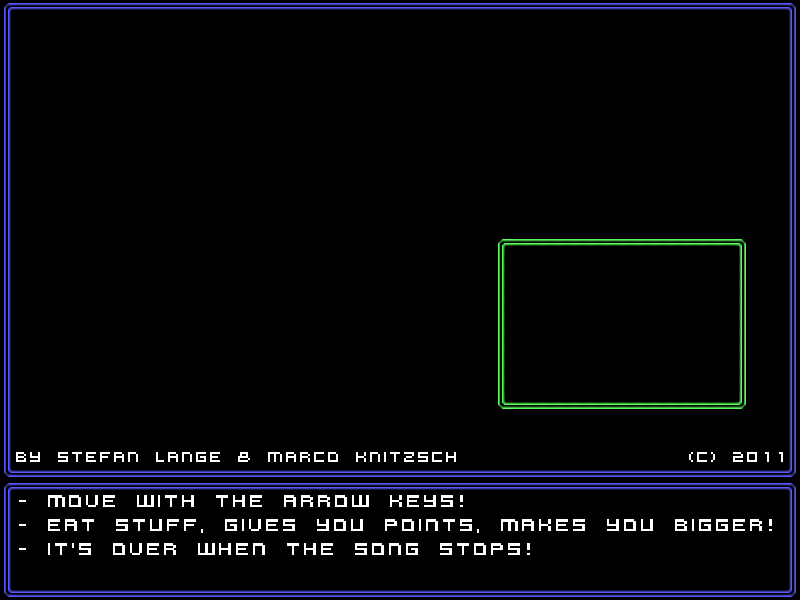 BY STEFAN LANGE & MARCO KNITZSCH
(C) 2011
- MOVE WITH THE ARROW KEYS!
- EAT STUFF, GIVES YOU POINTS, MAKES YOU BIGGER!
- IT'S OVER WHEN THE SONG STOPS!